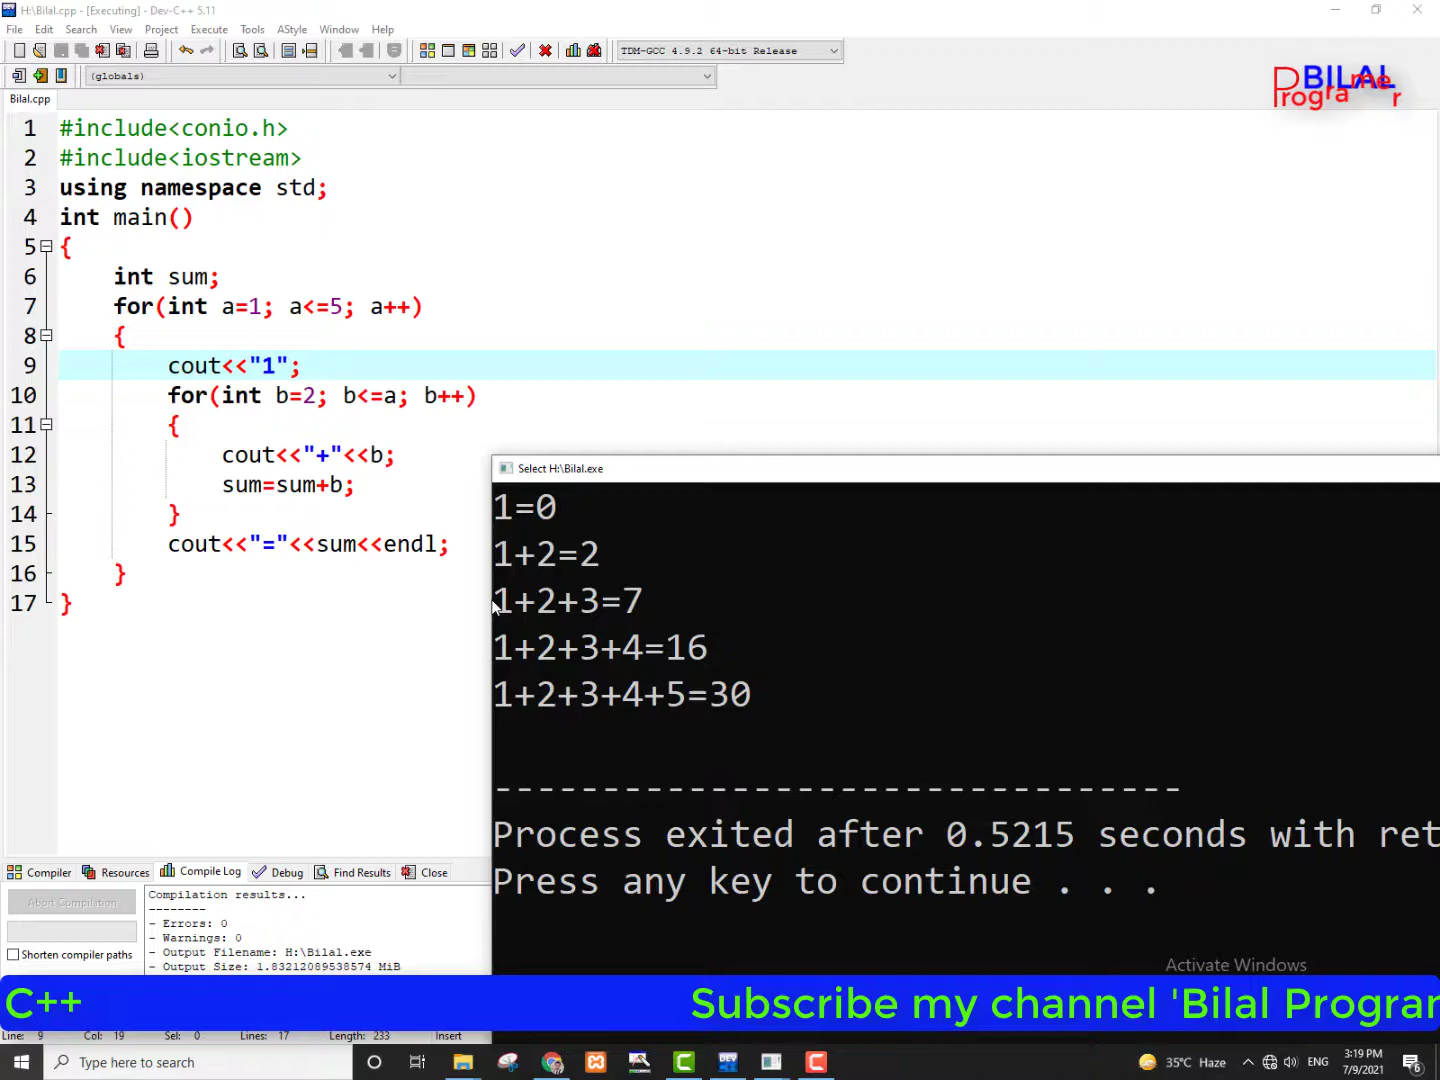 H:\Bilal.cpp - [Executing] - Dev-C++ 5.11
File Edit Search View Project Execute Tools AStyle Window Help
TDM-GCC 4.9.2 64-bit Release
(globals)
BILAL
Programer
Bilal.cpp
1 #include<conio.h>
2 #include<iostream>
3 using namespace std;
4 int main()
5 {
6 int sum;
7 for(int a=1; a<=5; a++)
8 {
9 cout<<"1";
10 for(int b=2; b<=a; b++)
11 {
12 cout<<"+"<<b;
13 sum=sum+b;
14 }
15 cout<<"="<<sum<<endl;
16 }
17 }
Select H:\Bilal.exe
1=0
1+2=2
1+2+3=7
1+2+3+4=16
1+2+3+4+5=30
--------------------------------
Process exited after 0.5215 seconds with ret
Press any key to continue . . .
Compiler Resources Compile Log Debug Find Results Close
Abort Compilation
Shorten compiler paths
Compilation results...
--------
- Errors: 0
- Warnings: 0
- Output Filename: H:\Bilal.exe
- Output Size: 1.83212089538574 MiB
Activate Windows
C++ Subscribe my channel 'Bilal Program
Line: 9 Col: 19 Sel: 0 Lines: 17 Length: 233 Insert
Type here to search
35°C Haze
ENG
3:19 PM
7/9/2021
6